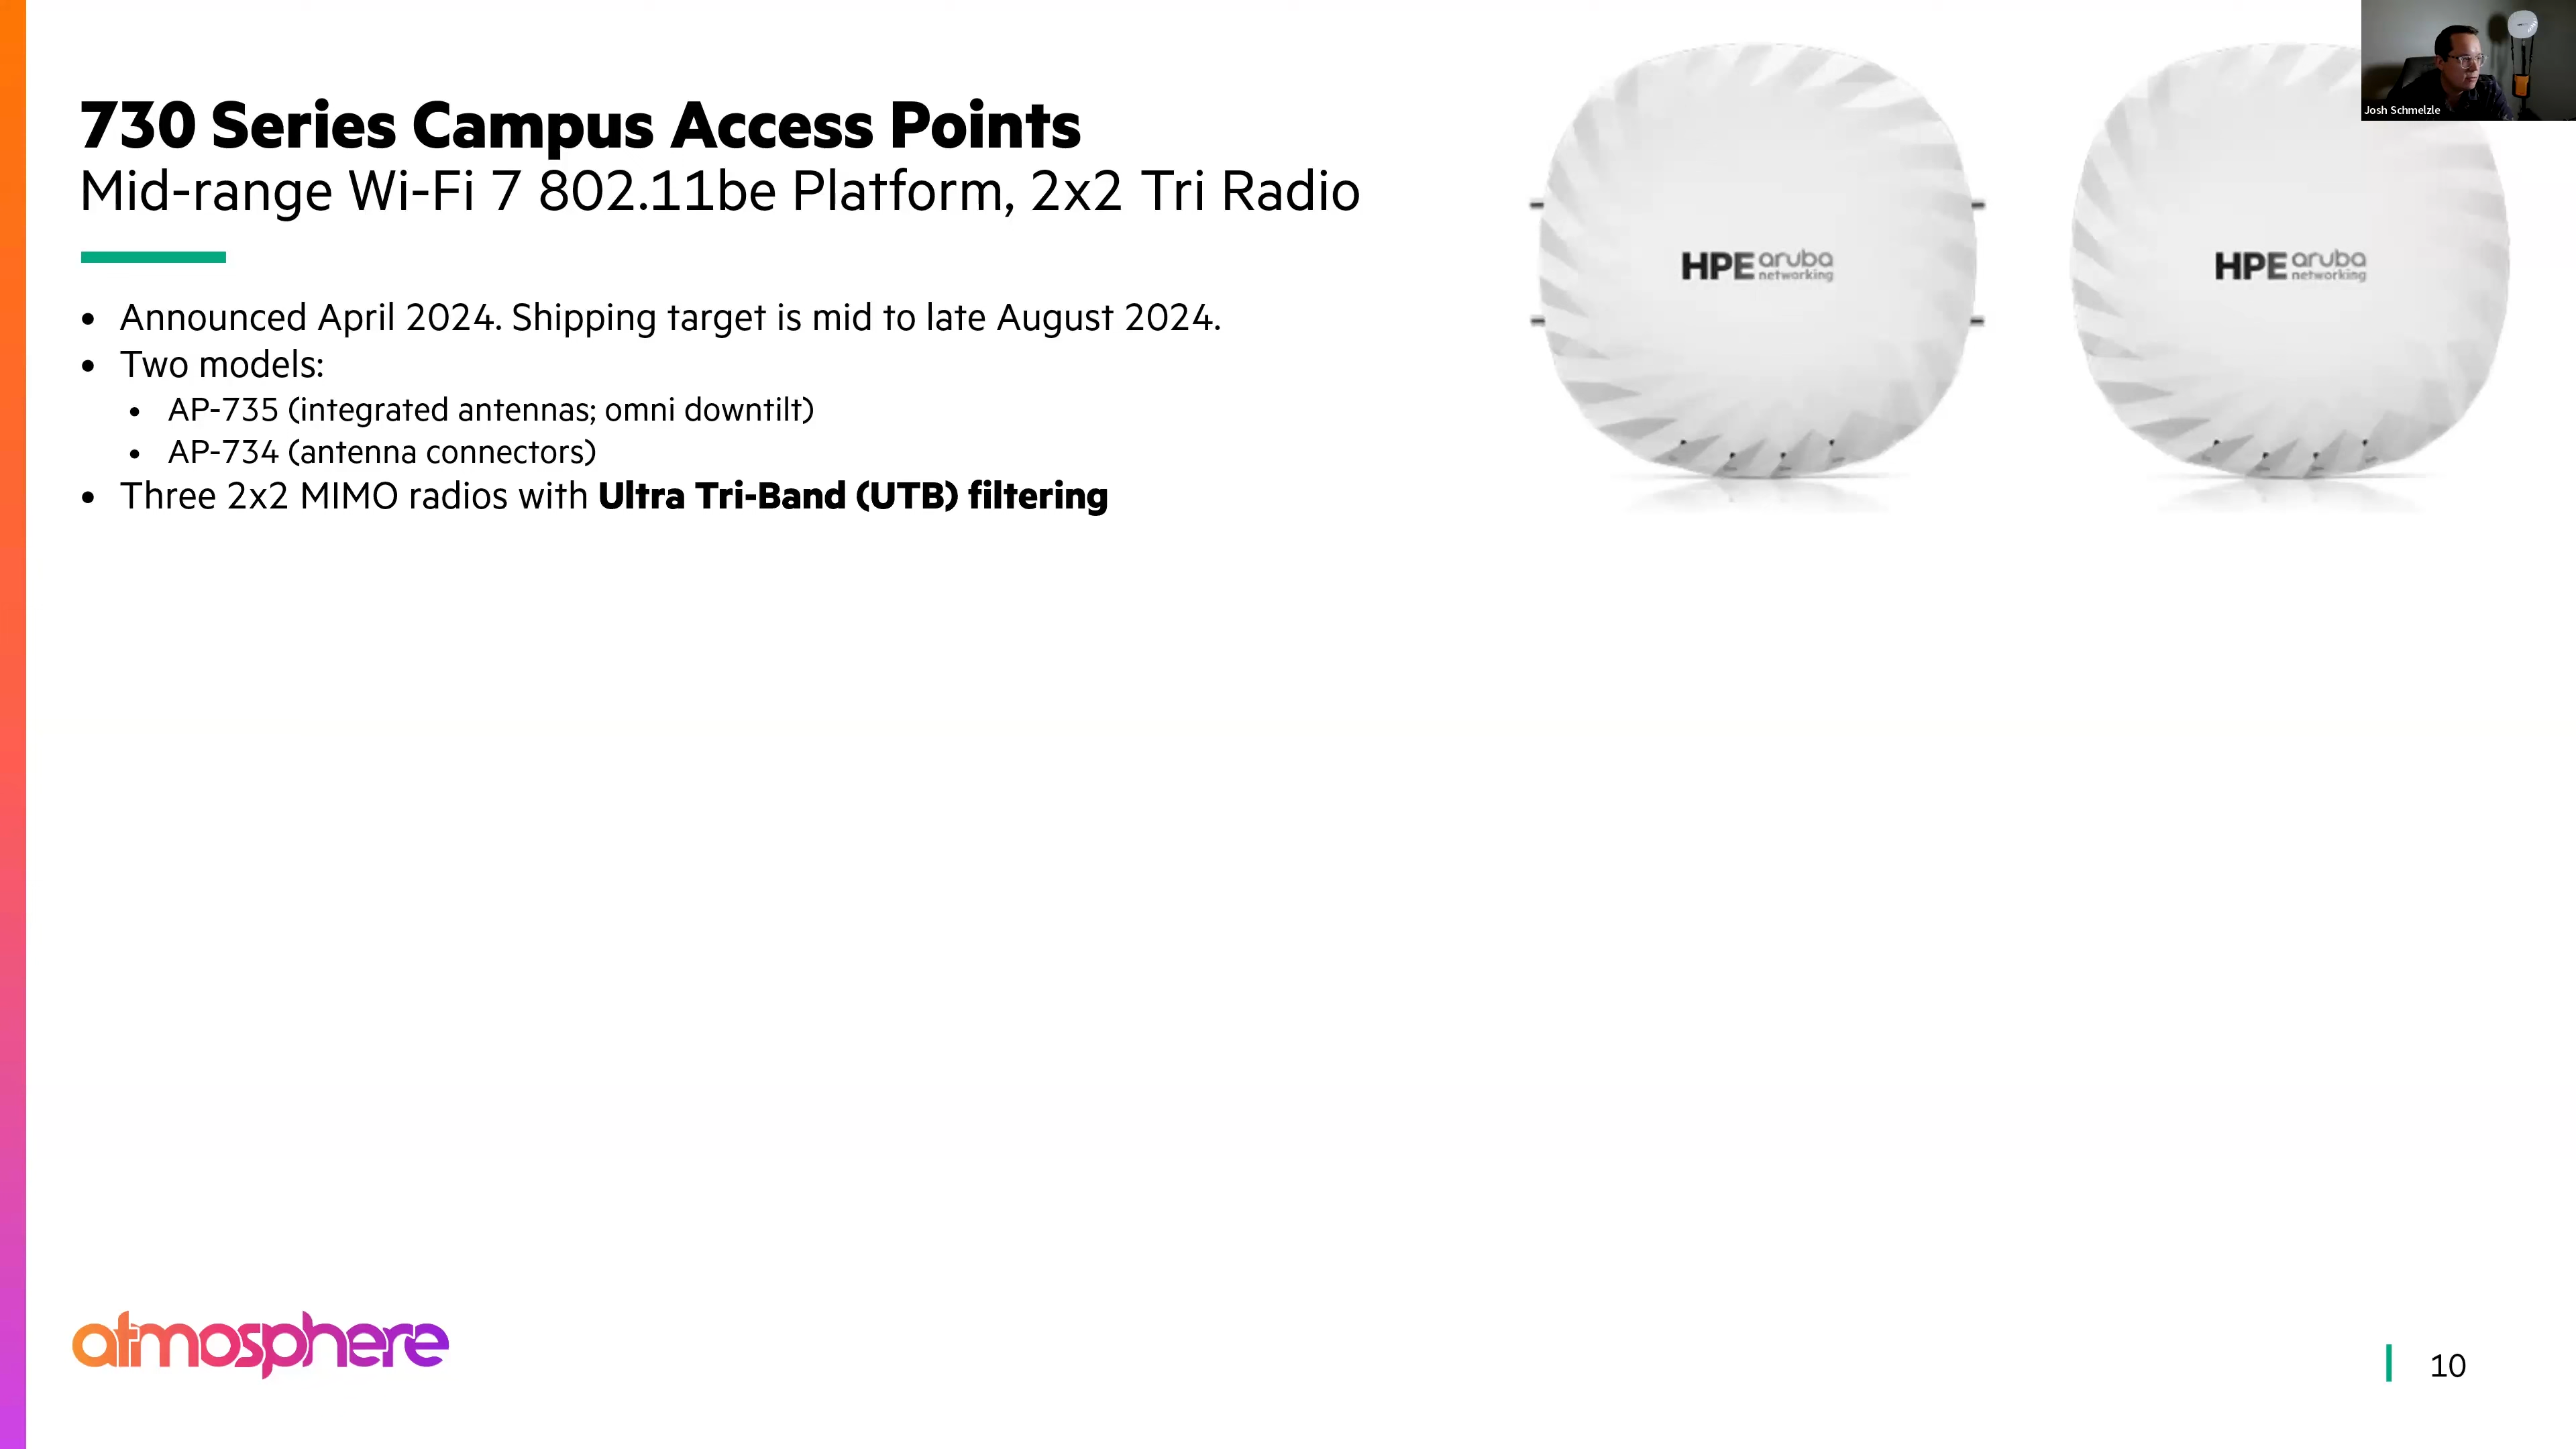 730 Series Campus Access Points
Mid-range Wi-Fi 7 802.11be Platform, 2x2 Tri Radio
• Announced April 2024. Shipping target is mid to late August 2024.
• Two models:
• AP-735 (integrated antennas; omni downtilt)
• AP-734 (antenna connectors)
• Three 2x2 MIMO radios with Ultra Tri-Band (UTB) filtering
HPE aruba networking
HPE aruba networking
Josh Schmelzle
atmosphere
10